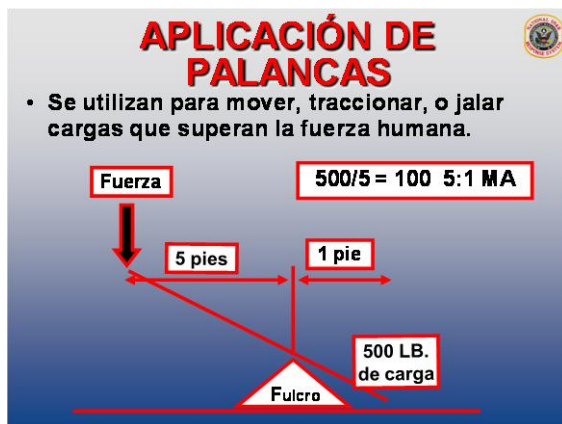 APLICACIÓN DE
PALANCAS
• Se utilizan para mover, traccionar, o jalar
cargas que superan la fuerza humana.
Fuerza
500/5 = 100 5:1 MA
5 pies
1 pie
500 LB.
de carga
Fulcro